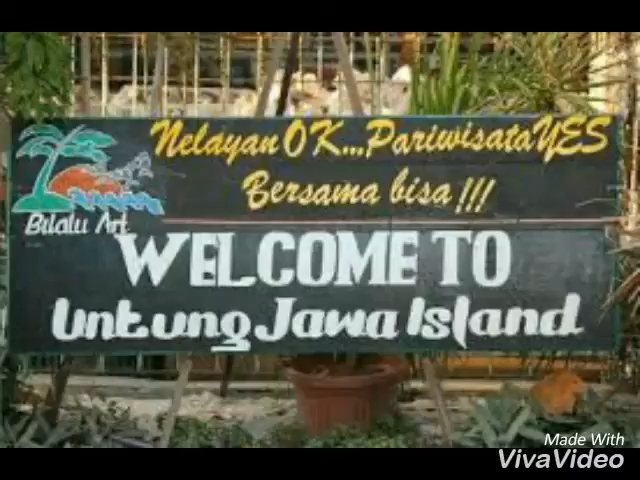 Nelayan OK... Pariwisata YES
Bersama bisa !!!
Bilalu Art
WELCOME TO
Untung Jawa Island
Made With
VivaVideo